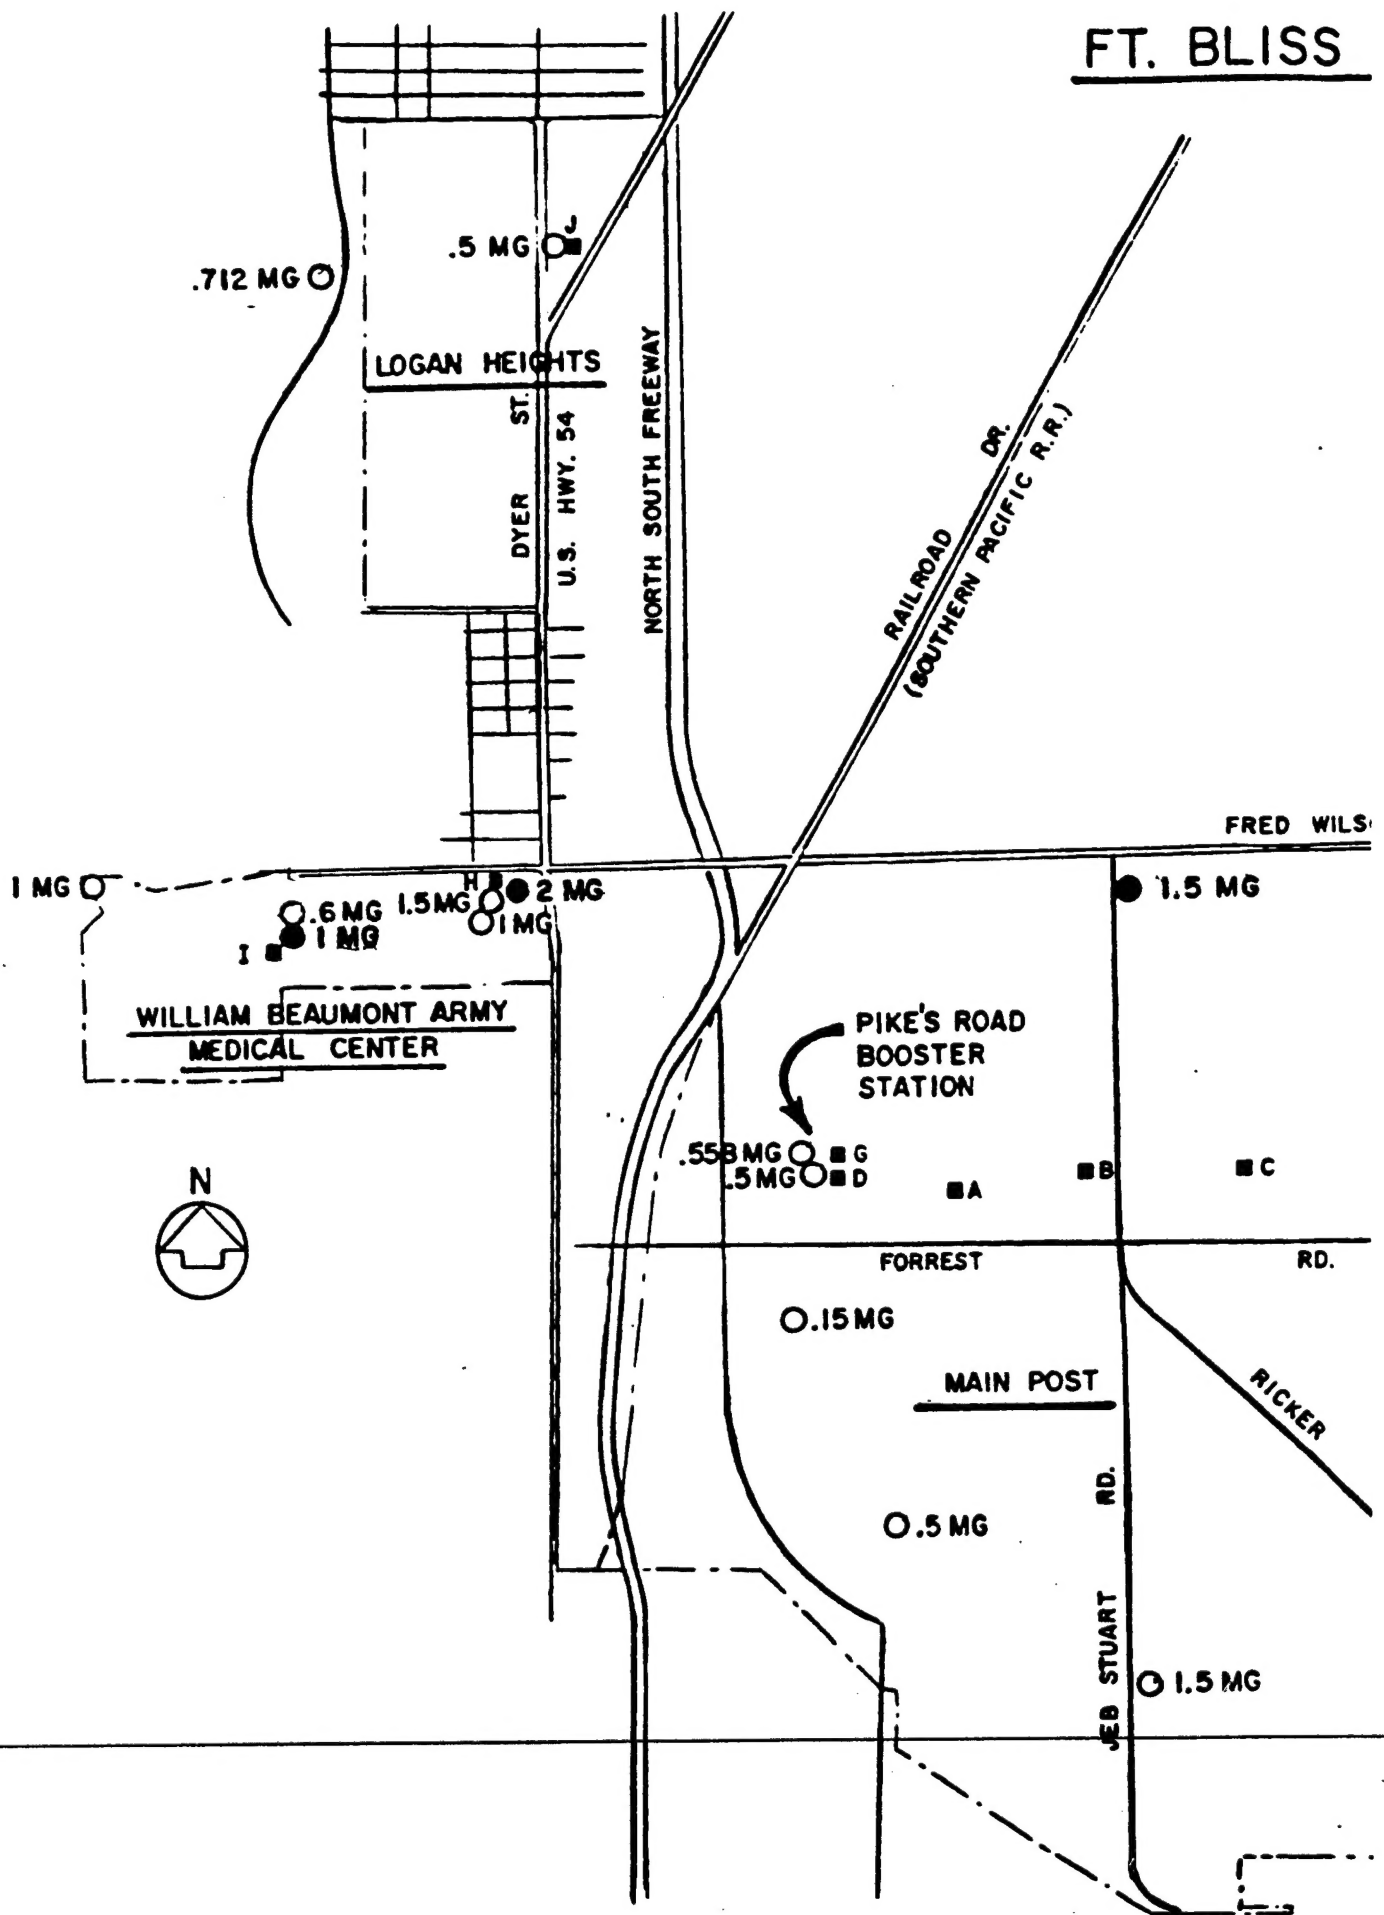 FT. BLISS
J
.5 MG
.712 MG
LOGAN HEIGHTS
DYER ST.
U.S. HWY. 54
NORTH SOUTH FREEWAY
RAILROAD DR.
(SOUTHERN PACIFIC R.R.)
FRED WILS
1 MG
H
2 MG
1.5 MG
1.5 MG
.6 MG
1 MG
1 MG
I
WILLIAM BEAUMONT ARMY
MEDICAL CENTER
PIKE'S ROAD
BOOSTER
STATION
.558 MG
G
.5 MG
D
A
B
C
N
FORREST RD.
.15 MG
MAIN POST
RICKER
.5 MG
JEB STUART RD.
1.5 MG